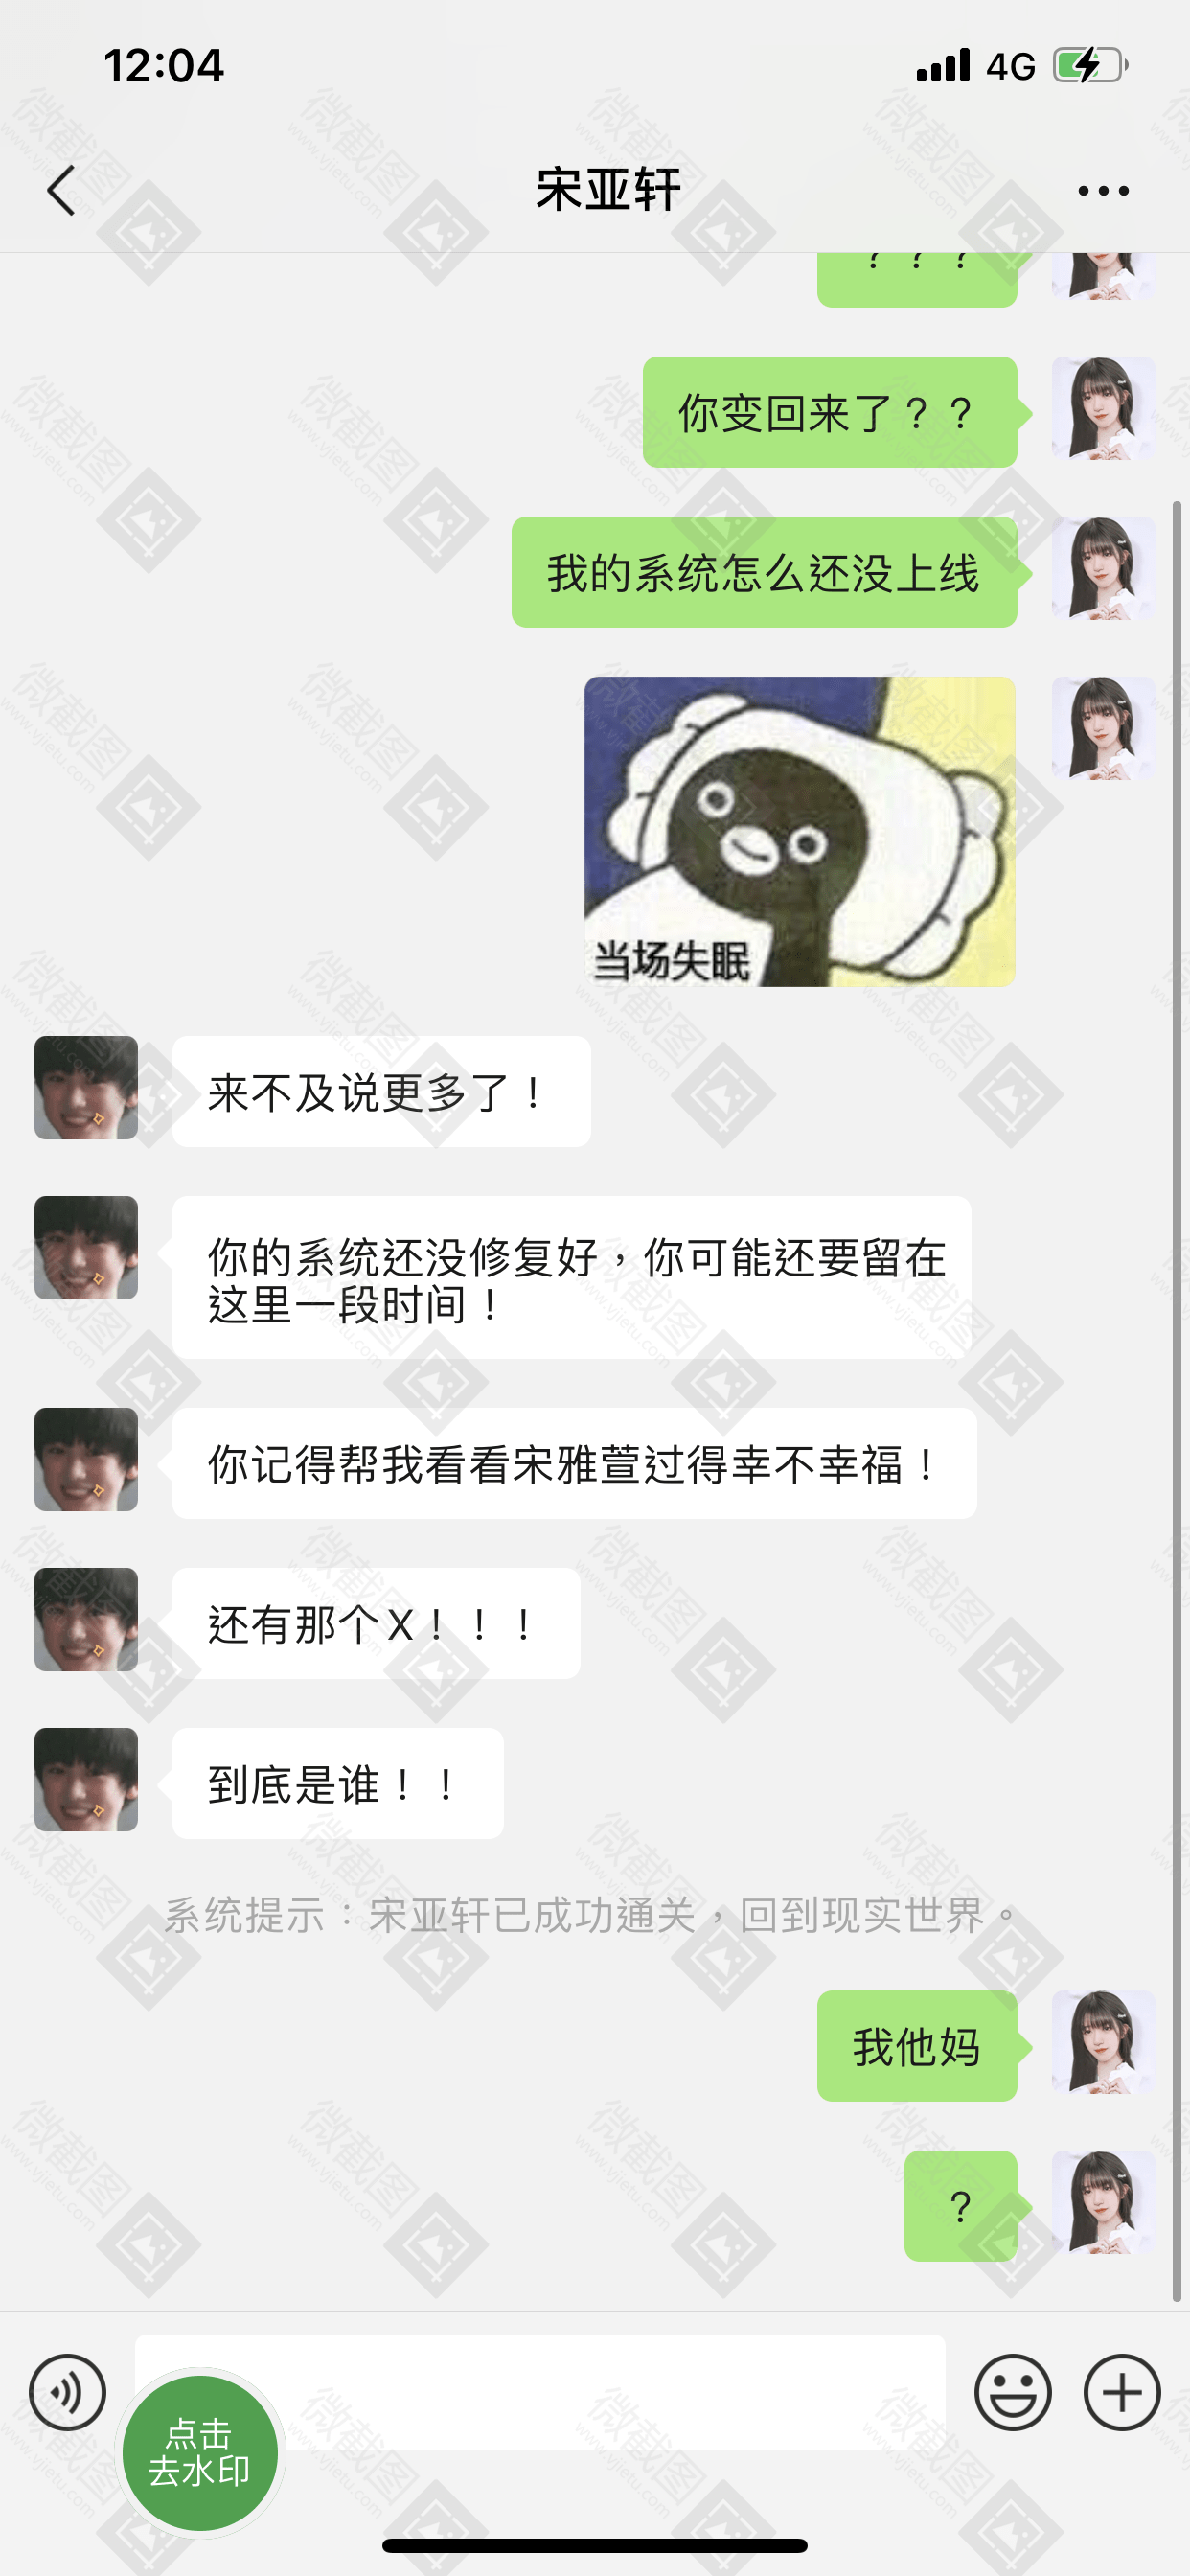 12:04
4G
宋亚轩
？？？
你变回来了？？
我的系统怎么还没上线
当场失眠
来不及说更多了！
你的系统还没修复好，你可能还要留在
这里一段时间！
你记得帮我看看宋雅萱过得幸不幸福！
还有那个X！！！
到底是谁！！
系统提示：宋亚轩已成功通关，回到现实世界。
我他妈
？
点击
去水印
微截图
www.vjietu.com